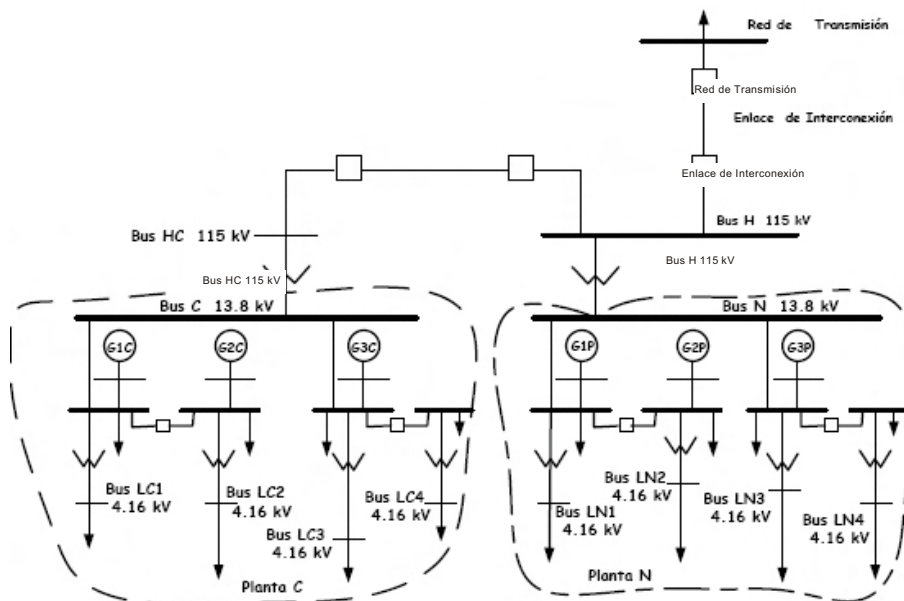 Red de Transmisión
Red de Transmisión
Enlace de Interconexión
Enlace de Interconexión
Bus H 115 kV
Bus HC 115 kV
Bus H 115 kV
Bus HC 115 kV
Bus C 13.8 kV
Bus N 13.8 kV
G1C
G2C
G3C
G1P
G2P
G3P
Bus LC1
4.16 kV
Bus LC2
4.16 kV
Bus LC3
4.16 kV
Bus LC4
4.16 kV
Bus LN1
4.16 kV
Bus LN2
4.16 kV
Bus LN3
4.16 kV
Bus LN4
4.16 kV
Planta C
Planta N